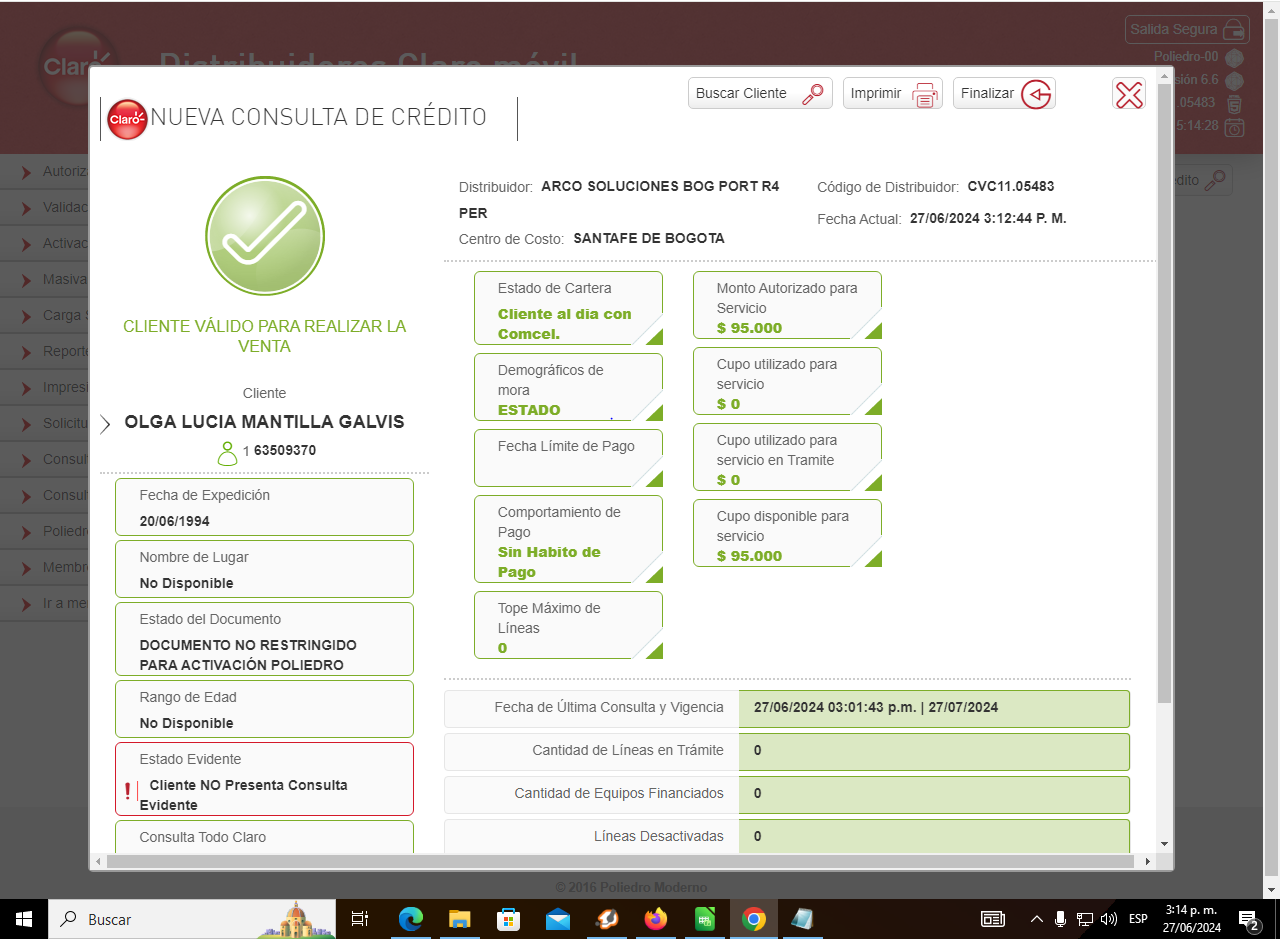 Salida Segura
Distribuidores Claro móvil
Claro
Poliedro-00
sión 6.6
.05483
5:14:28
Buscar Cliente
Imprimir
Finalizar
Claro
NUEVA CONSULTA DE CRÉDITO
Autoriz
Validac
Activac
Masiva
Carga S
Reporte
Impresi
Solicitu
Consul
Consul
Poliedr
Membr
Ir a me
dito
CLIENTE VÁLIDO PARA REALIZAR LA
VENTA
Cliente
OLGA LUCIA MANTILLA GALVIS
1 63509370
Fecha de Expedición
20/06/1994
Nombre de Lugar
No Disponible
Estado del Documento
DOCUMENTO NO RESTRINGIDO
PARA ACTIVACIÓN POLIEDRO
Rango de Edad
No Disponible
Estado Evidente
! Cliente NO Presenta Consulta
Evidente
Consulta Todo Claro
Distribuidor: ARCO SOLUCIONES BOG PORT R4
PER
Centro de Costo: SANTAFE DE BOGOTA
Código de Distribuidor: CVC11.05483
Fecha Actual: 27/06/2024 3:12:44 P. M.
Estado de Cartera
Cliente al dia con
Comcel.
Demográficos de
mora
ESTADO
Fecha Límite de Pago
Comportamiento de
Pago
Sin Habito de
Pago
Tope Máximo de
Líneas
0
Monto Autorizado para
Servicio
$ 95.000
Cupo utilizado para
servicio
$ 0
Cupo utilizado para
servicio en Tramite
$ 0
Cupo disponible para
servicio
$ 95.000
Fecha de Última Consulta y Vigencia 27/06/2024 03:01:43 p.m. | 27/07/2024
Cantidad de Líneas en Trámite 0
Cantidad de Equipos Financiados 0
Líneas Desactivadas 0
© 2016 Poliedro Moderno
Buscar
ESP
3:14 p. m.
27/06/2024
2